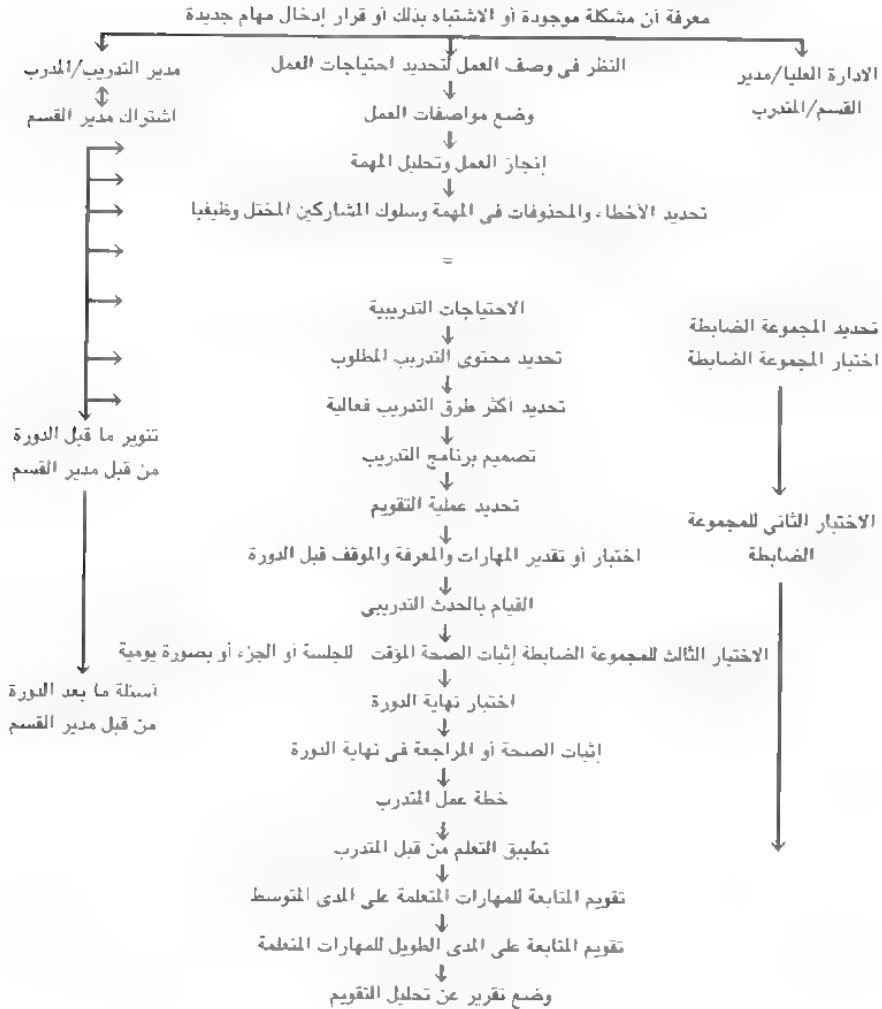 معرفة أن مشكلة موجودة أو الاشتباه بذلك أو قرار إدخال مهام جديدة
الادارة العليا/مدير
القسم/المتدرب
النظر في وصف العمل لتحديد احتياجات العمل
مدير التدريب/المدرب
اشتراك مدير القسم
وضع مواصفات العمل
إنجاز العمل وتحليل المهمة
تحديد الأخطاء والمحذوفات في المهمة وسلوك المشاركين المختل وظيفيا
=
الاحتياجات التدريبية
تحديد المجموعة الضابطة
اختبار المجموعة الضابطة
تحديد محتوى التدريب المطلوب
تحديد أكثر طرق التدريب فعالية
تنوير ما قبل الدورة
من قبل مدير القسم
تصميم برنامج التدريب
تحديد عملية التقويم
الاختبار الثاني للمجموعة
الضابطة
اختبار أو تقدير المهارات والمعرفة والموقف قبل الدورة
القيام بالحدث التدريبي
الاختبار الثالث للمجموعة الضابطة إثبات الصحة المؤقت للجلسة أو الجزء أو بصورة يومية
أسئلة ما بعد الدورة
من قبل مدير القسم
اختبار نهاية الدورة
إثبات الصحة أو المراجعة في نهاية الدورة
خطة عمل المتدرب
تطبيق التعلم من قبل المتدرب
تقويم المتابعة للمهارات المتعلمة على المدى المتوسط
تقويم المتابعة على المدى الطويل للمهارات المتعلمة
وضع تقرير عن تحليل التقويم